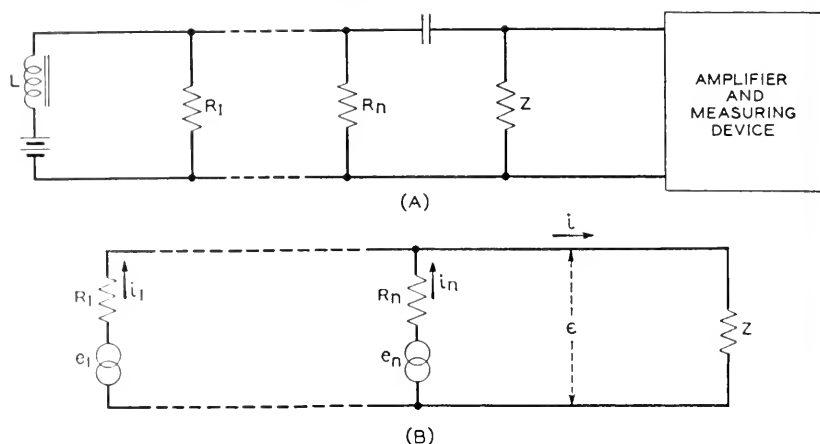 L
R1
Rn
Z
AMPLIFIER
AND
MEASURING
DEVICE
(A)
i
R1
i1
Rn
in
e1
en
ϵ
Z
(B)